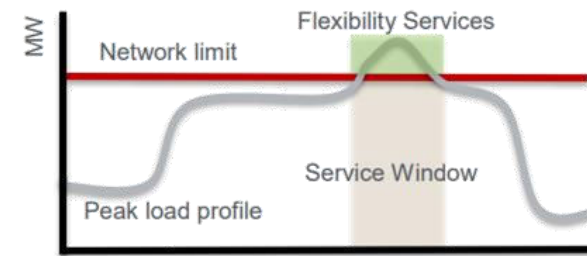 MW
Flexibility Services
Network limit
Service Window
Peak load profile